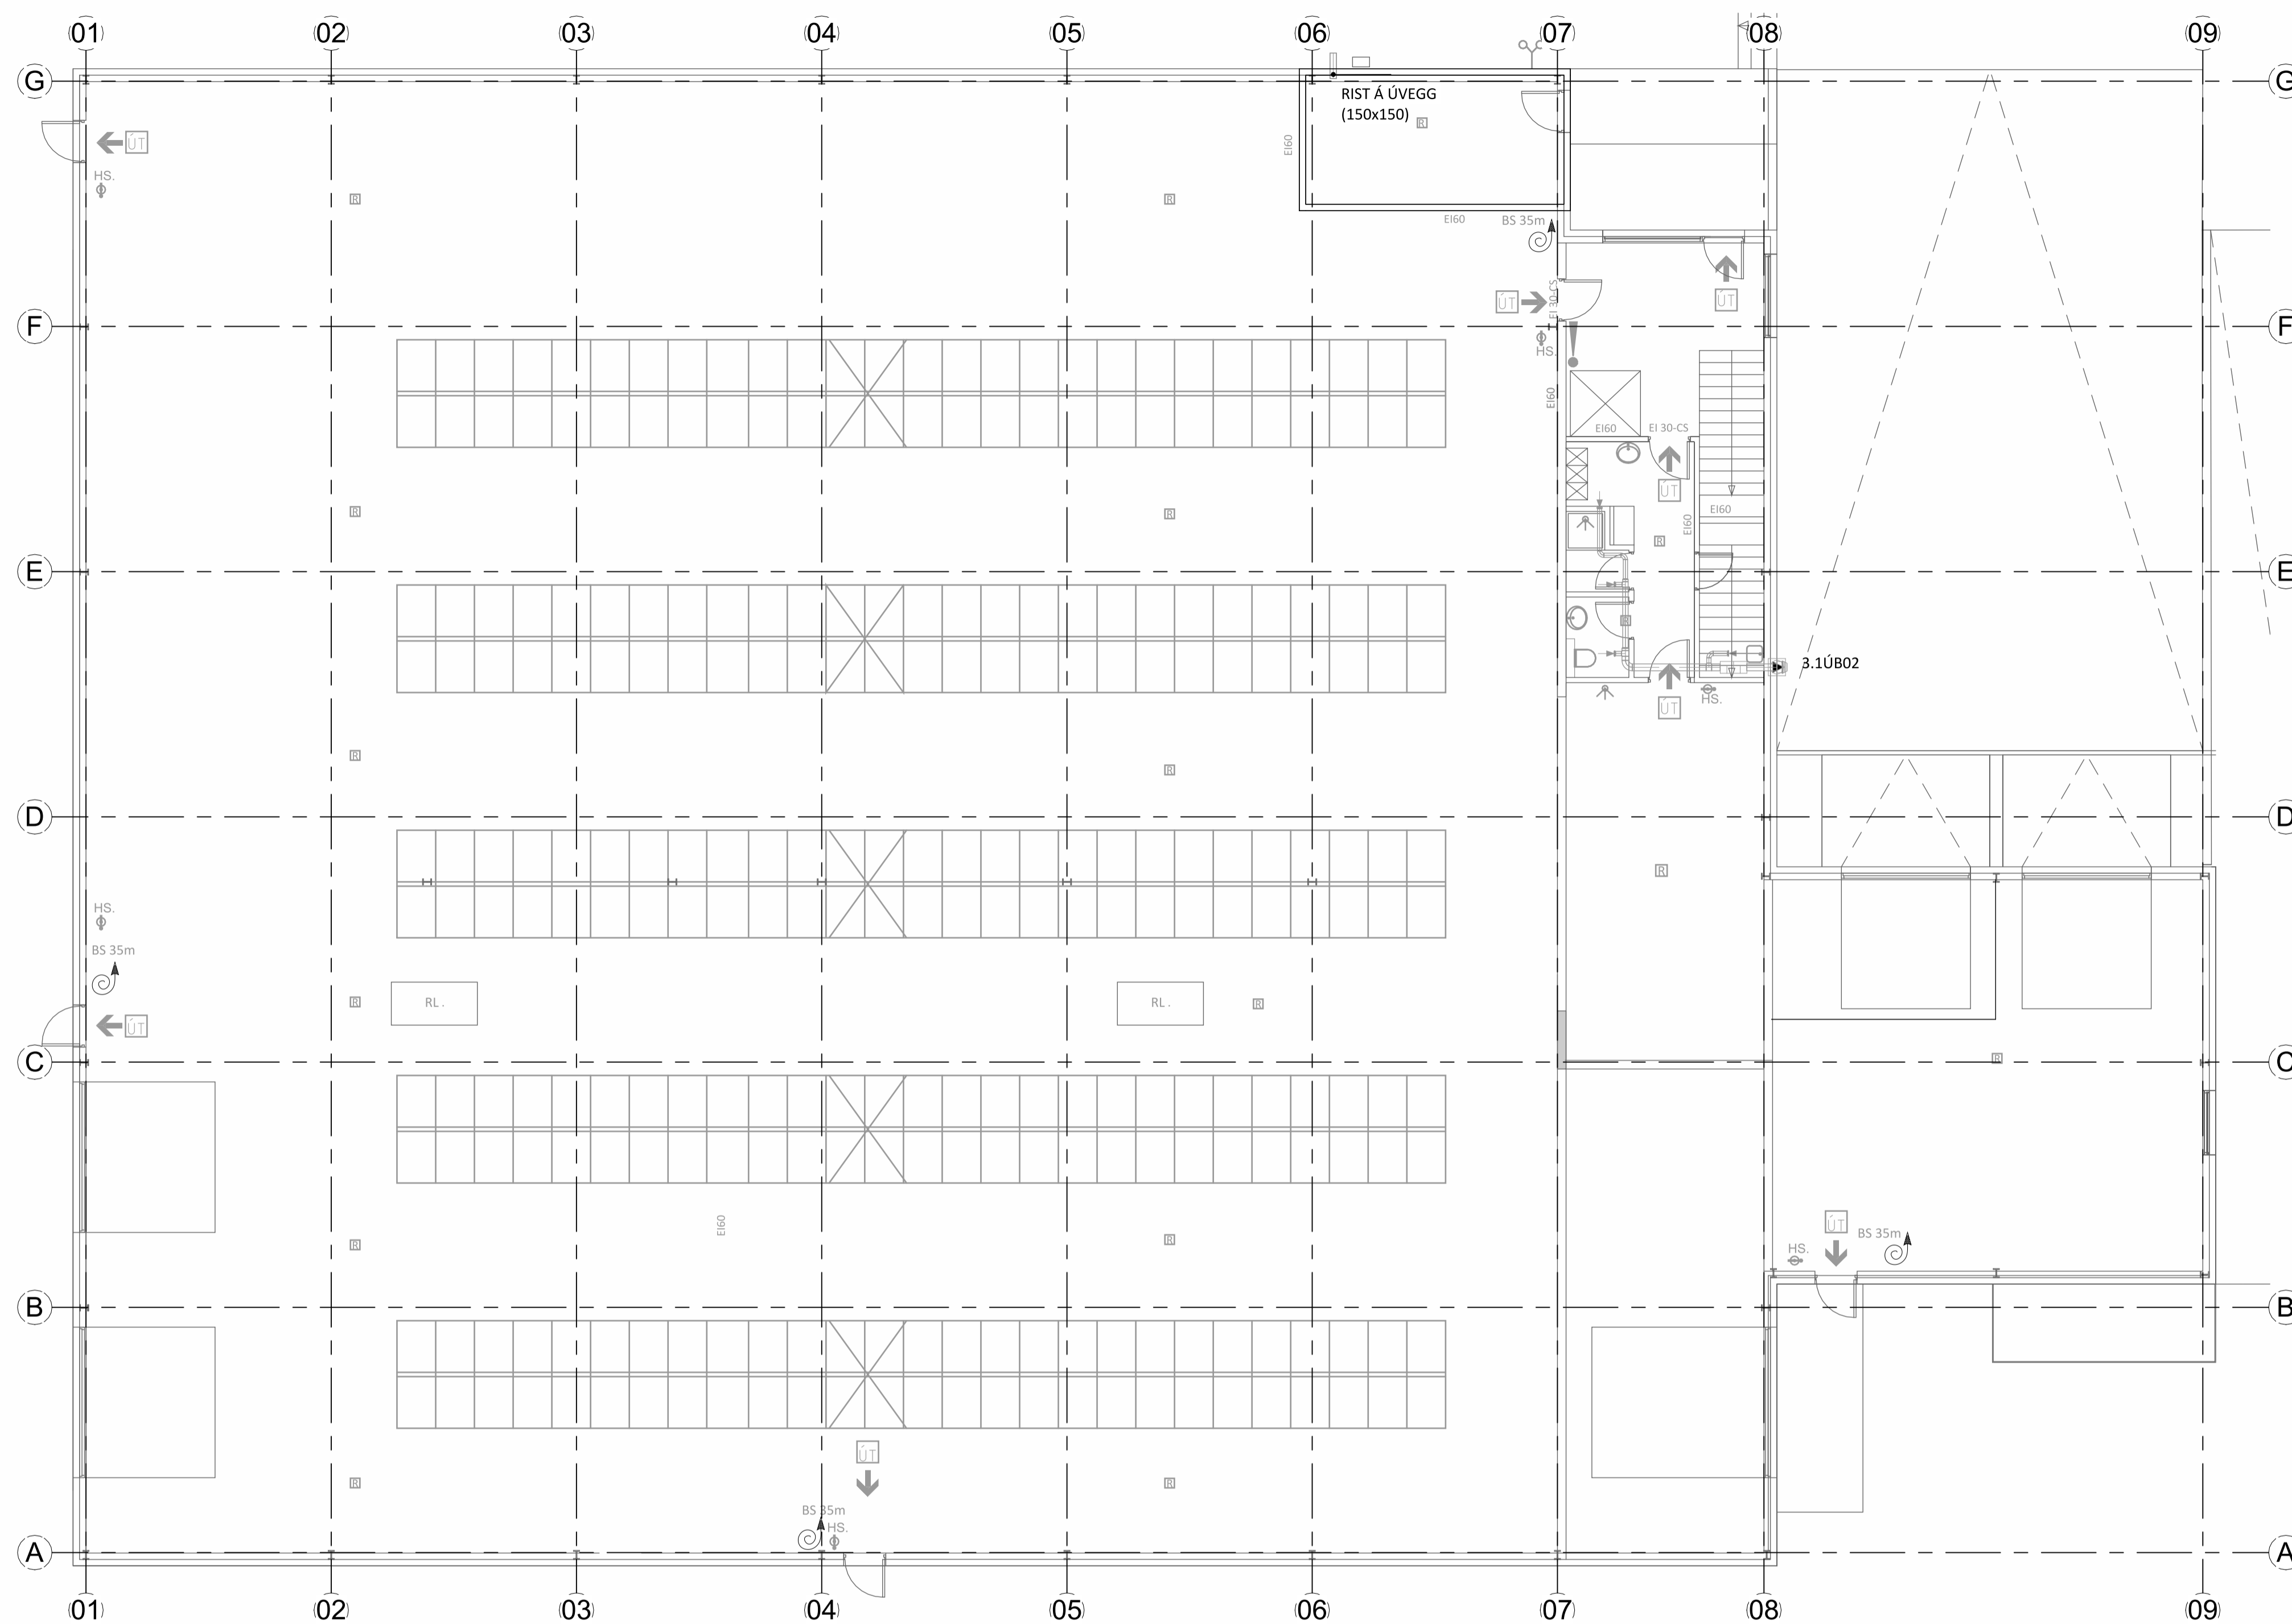 (01) (02) (03) (04) (05) (06) (07) (08) (09)
G G
RIST Á ÚVEGG
(150x150)
R
ÚT
EI60
HS.
R R
EI60
BS 35m
ÚT EI 30-CS ÚT
F F
HS.
EI60
EI60 EI 30-CS
ÚT
R R
EI60
EI60
R
E E
R
3.1ÚB02
HS.
ÚT
R R
D D
R
HS.
BS 35m
R RL. RL. R
ÚT
C C
R
EI60
ÚT
R R
BS 35m
HS.
B B
ÚT
R R
BS 35m
HS.
A A
(01) (02) (03) (04) (05) (06) (07) (08) (09)